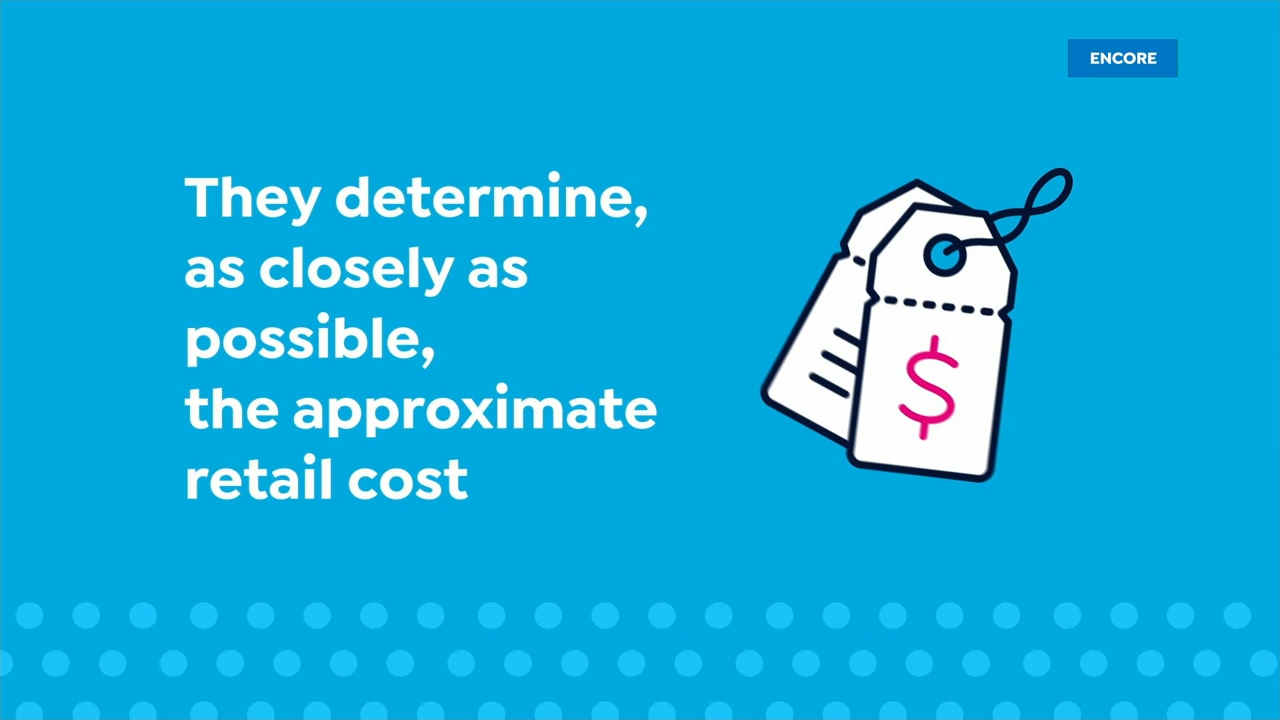 ENCORE
They determine,
as closely as
possible,
the approximate
retail cost
$